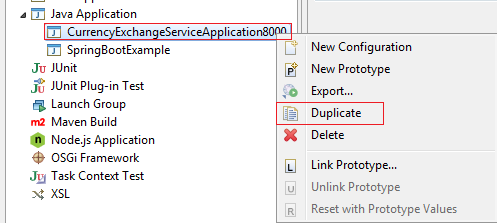 Java Application
CurrencyExchangeServiceApplication8000
SpringBootExample
JUnit
JUnit Plug-in Test
Launch Group
Maven Build
Node.js Application
OSGi Framework
Task Context Test
XSL
New Configuration
New Prototype
Export...
Duplicate
Delete
Link Prototype...
Unlink Prototype
Reset with Prototype Values